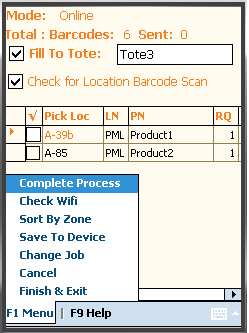 Mode: Online
Total : Barcodes: 6 Sent: 0
Fill To Tote: Tote3
Check for Location Barcode Scan
√ Pick Loc LN PN RQ
A-39b PML Product1 1
A-85 PML Product2 1
Complete Process
Check Wifi
Sort By Zone
Save To Device
Change Job
Cancel
Finish & Exit
F1 Menu | F9 Help